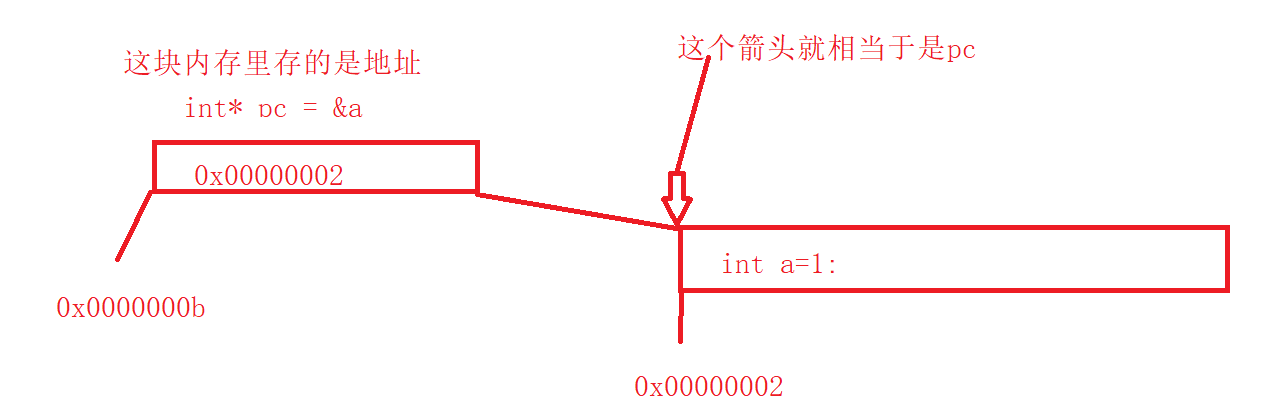 这块内存里存的是地址
int* pc = &a
0x00000002
0x0000000b
这个箭头就相当于是pc
int a=1;
0x00000002